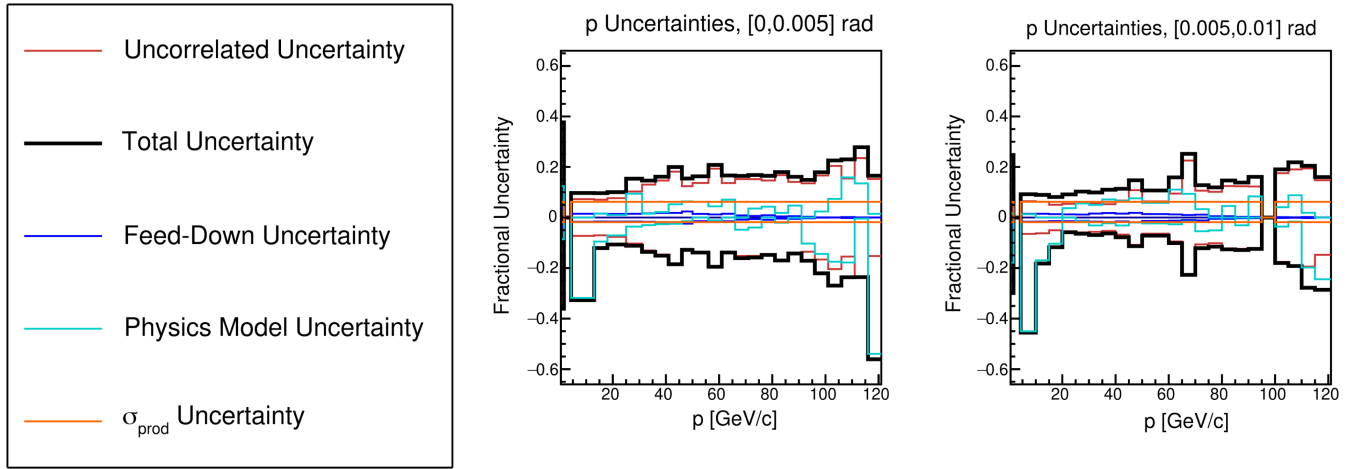 Uncorrelated Uncertainty
Total Uncertainty
Feed-Down Uncertainty
Physics Model Uncertainty
σprod Uncertainty
p Uncertainties, [0,0.005] rad
Fractional Uncertainty
0.6
0.4
0.2
0
−0.2
−0.4
−0.6
20 40 60 80 100 120
p [GeV/c]
p Uncertainties, [0.005,0.01] rad
Fractional Uncertainty
0.6
0.4
0.2
0
−0.2
−0.4
−0.6
20 40 60 80 100 120
p [GeV/c]